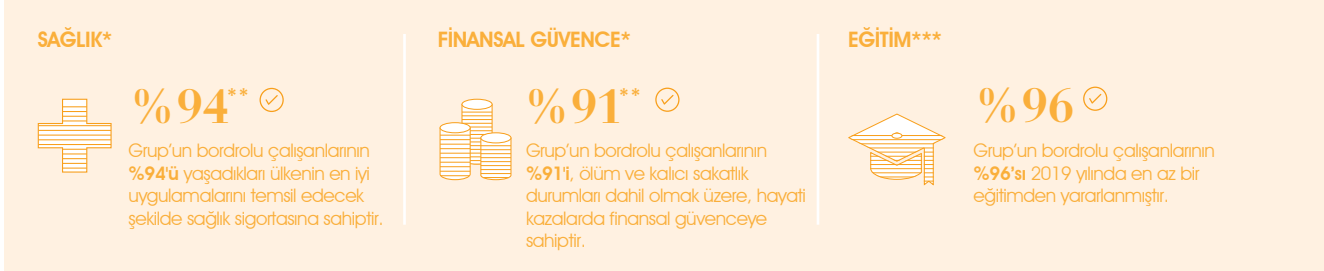 SAĞLIK*
%94**
Grup'un bordrolu çalışanlarının
%94'ü yaşadıkları ülkenin en iyi
uygulamalarını temsil edecek
şekilde sağlık sigortasına sahiptir.
FİNANSAL GÜVENCE*
%91**
Grup'un bordrolu çalışanlarının
%91'i, ölüm ve kalıcı sakatlık
durumları dahil olmak üzere, hayati
kazalarda finansal güvenceye
sahiptir.
EĞİTİM***
%96
Grup'un bordrolu çalışanlarının
%96'sı 2019 yılında en az bir
eğitimden yararlanmıştır.